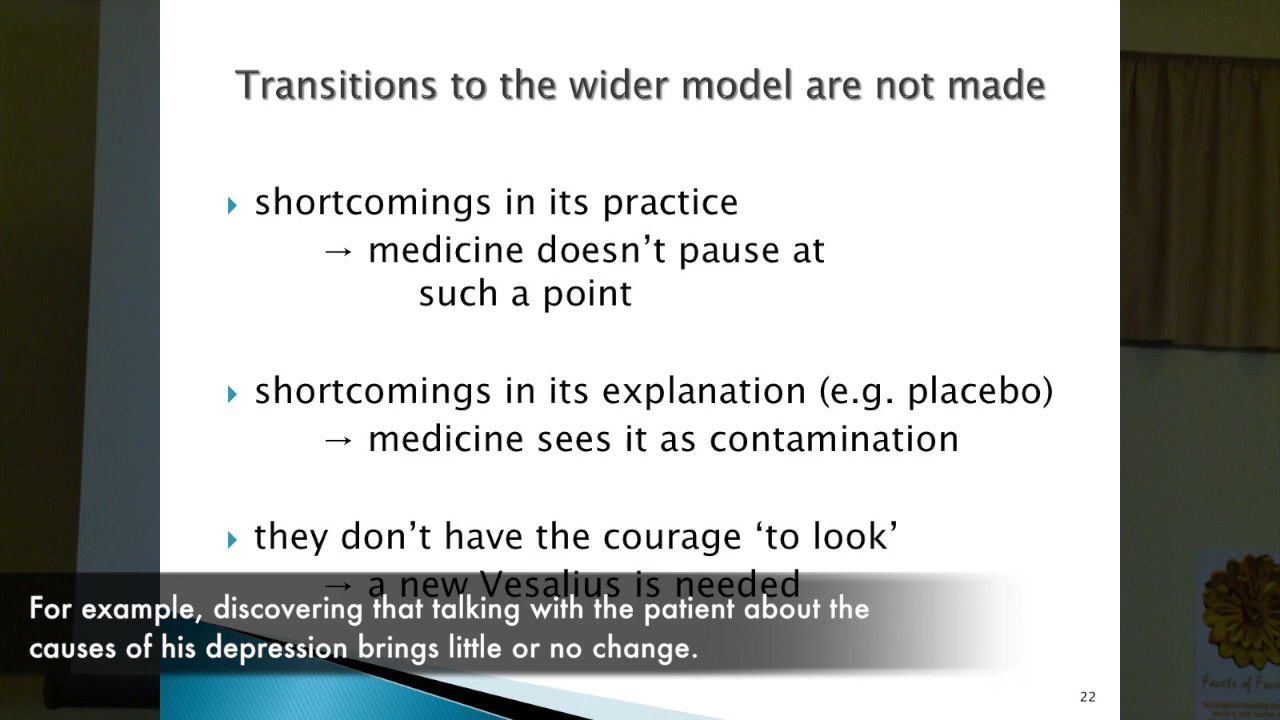 Transitions to the wider model are not made
shortcomings in its practice
→ medicine doesn’t pause at
such a point
shortcomings in its explanation (e.g. placebo)
→ medicine sees it as contamination
they don’t have the courage ‘to look’
→ a new Vesalius is needed
For example, discovering that talking with the patient about the
causes of his depression brings little or no change.
22
Facets of